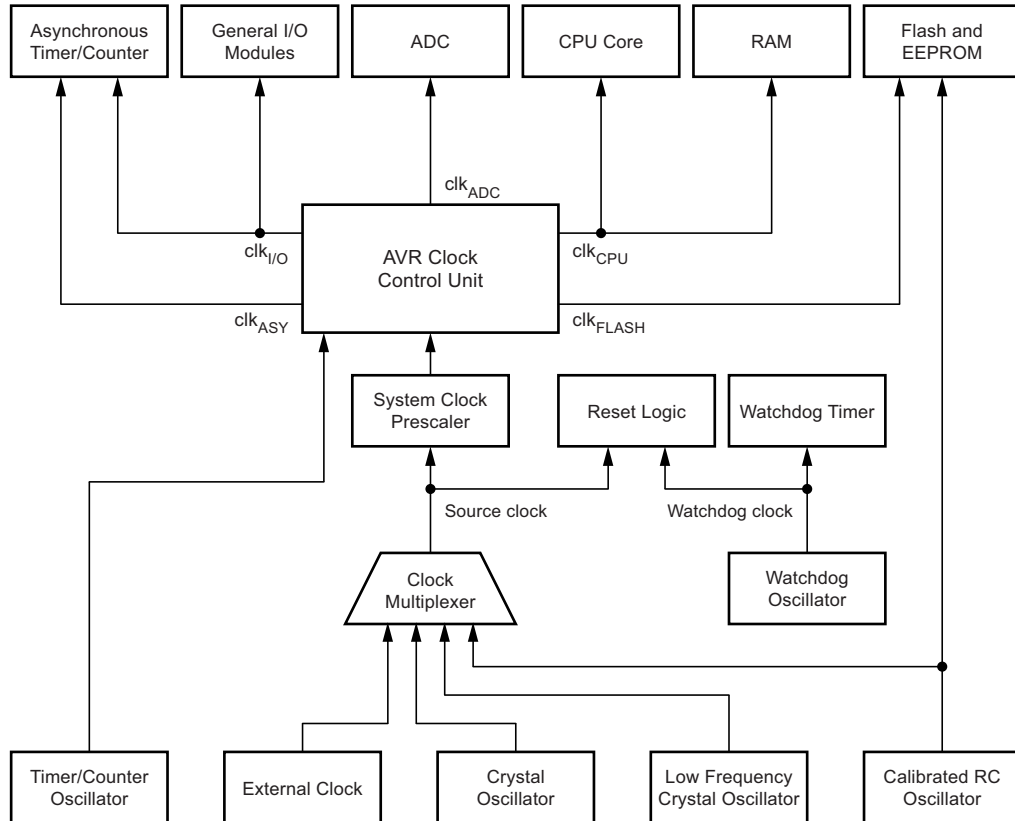 Asynchronous
Timer/Counter
General I/O
Modules
ADC
CPU Core
RAM
Flash and
EEPROM
clkADC
clkI/O
AVR Clock
Control Unit
clkCPU
clkASY
clkFLASH
System Clock
Prescaler
Reset Logic
Watchdog Timer
Source clock
Watchdog clock
Clock
Multiplexer
Watchdog
Oscillator
Timer/Counter
Oscillator
External Clock
Crystal
Oscillator
Low Frequency
Crystal Oscillator
Calibrated RC
Oscillator